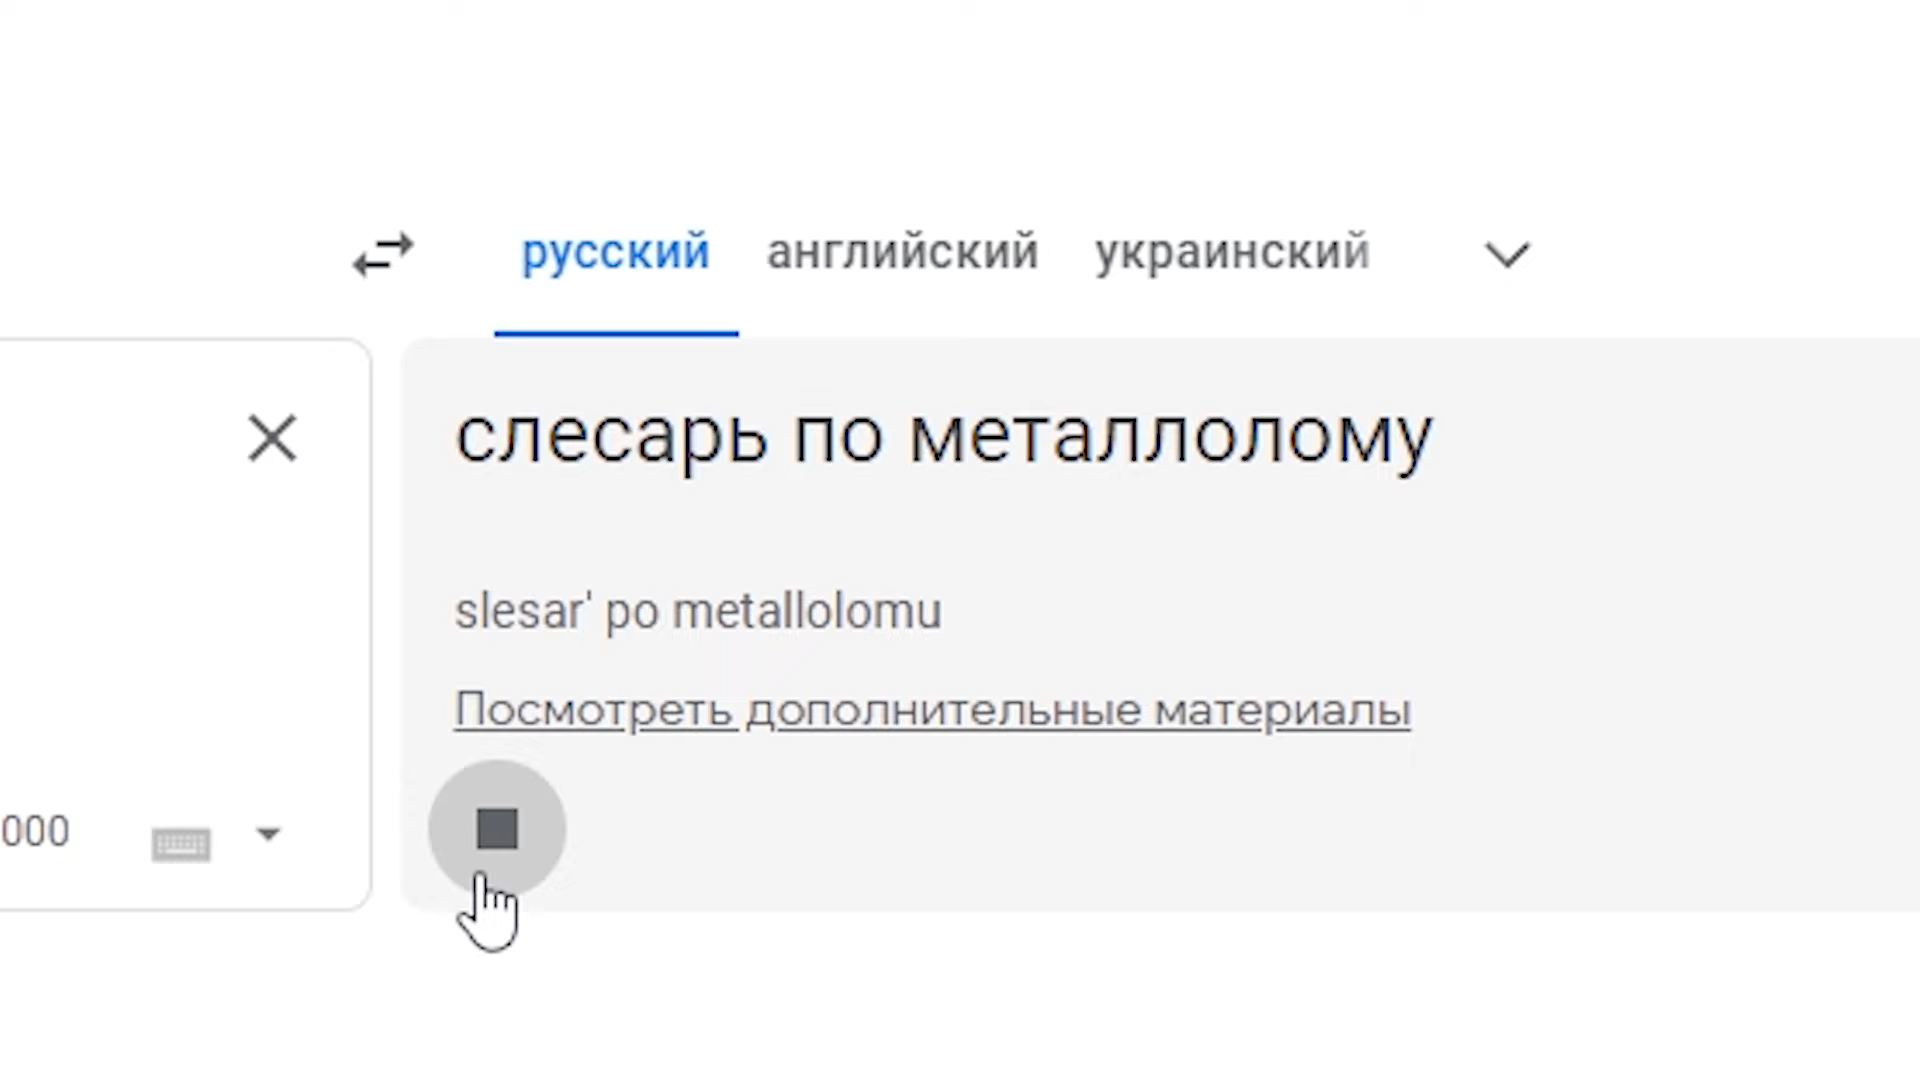 русский английский украинский
слесарь по металлолому
slesar' po metallolomu
Посмотреть дополнительные материалы
000